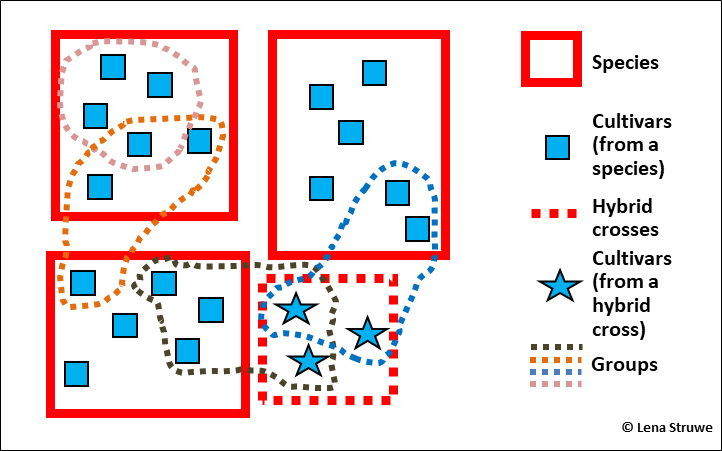 Species
Cultivars
(from a
species)
Hybrid
crosses
Cultivars
(from a
hybrid
cross)
Groups
© Lena Struwe